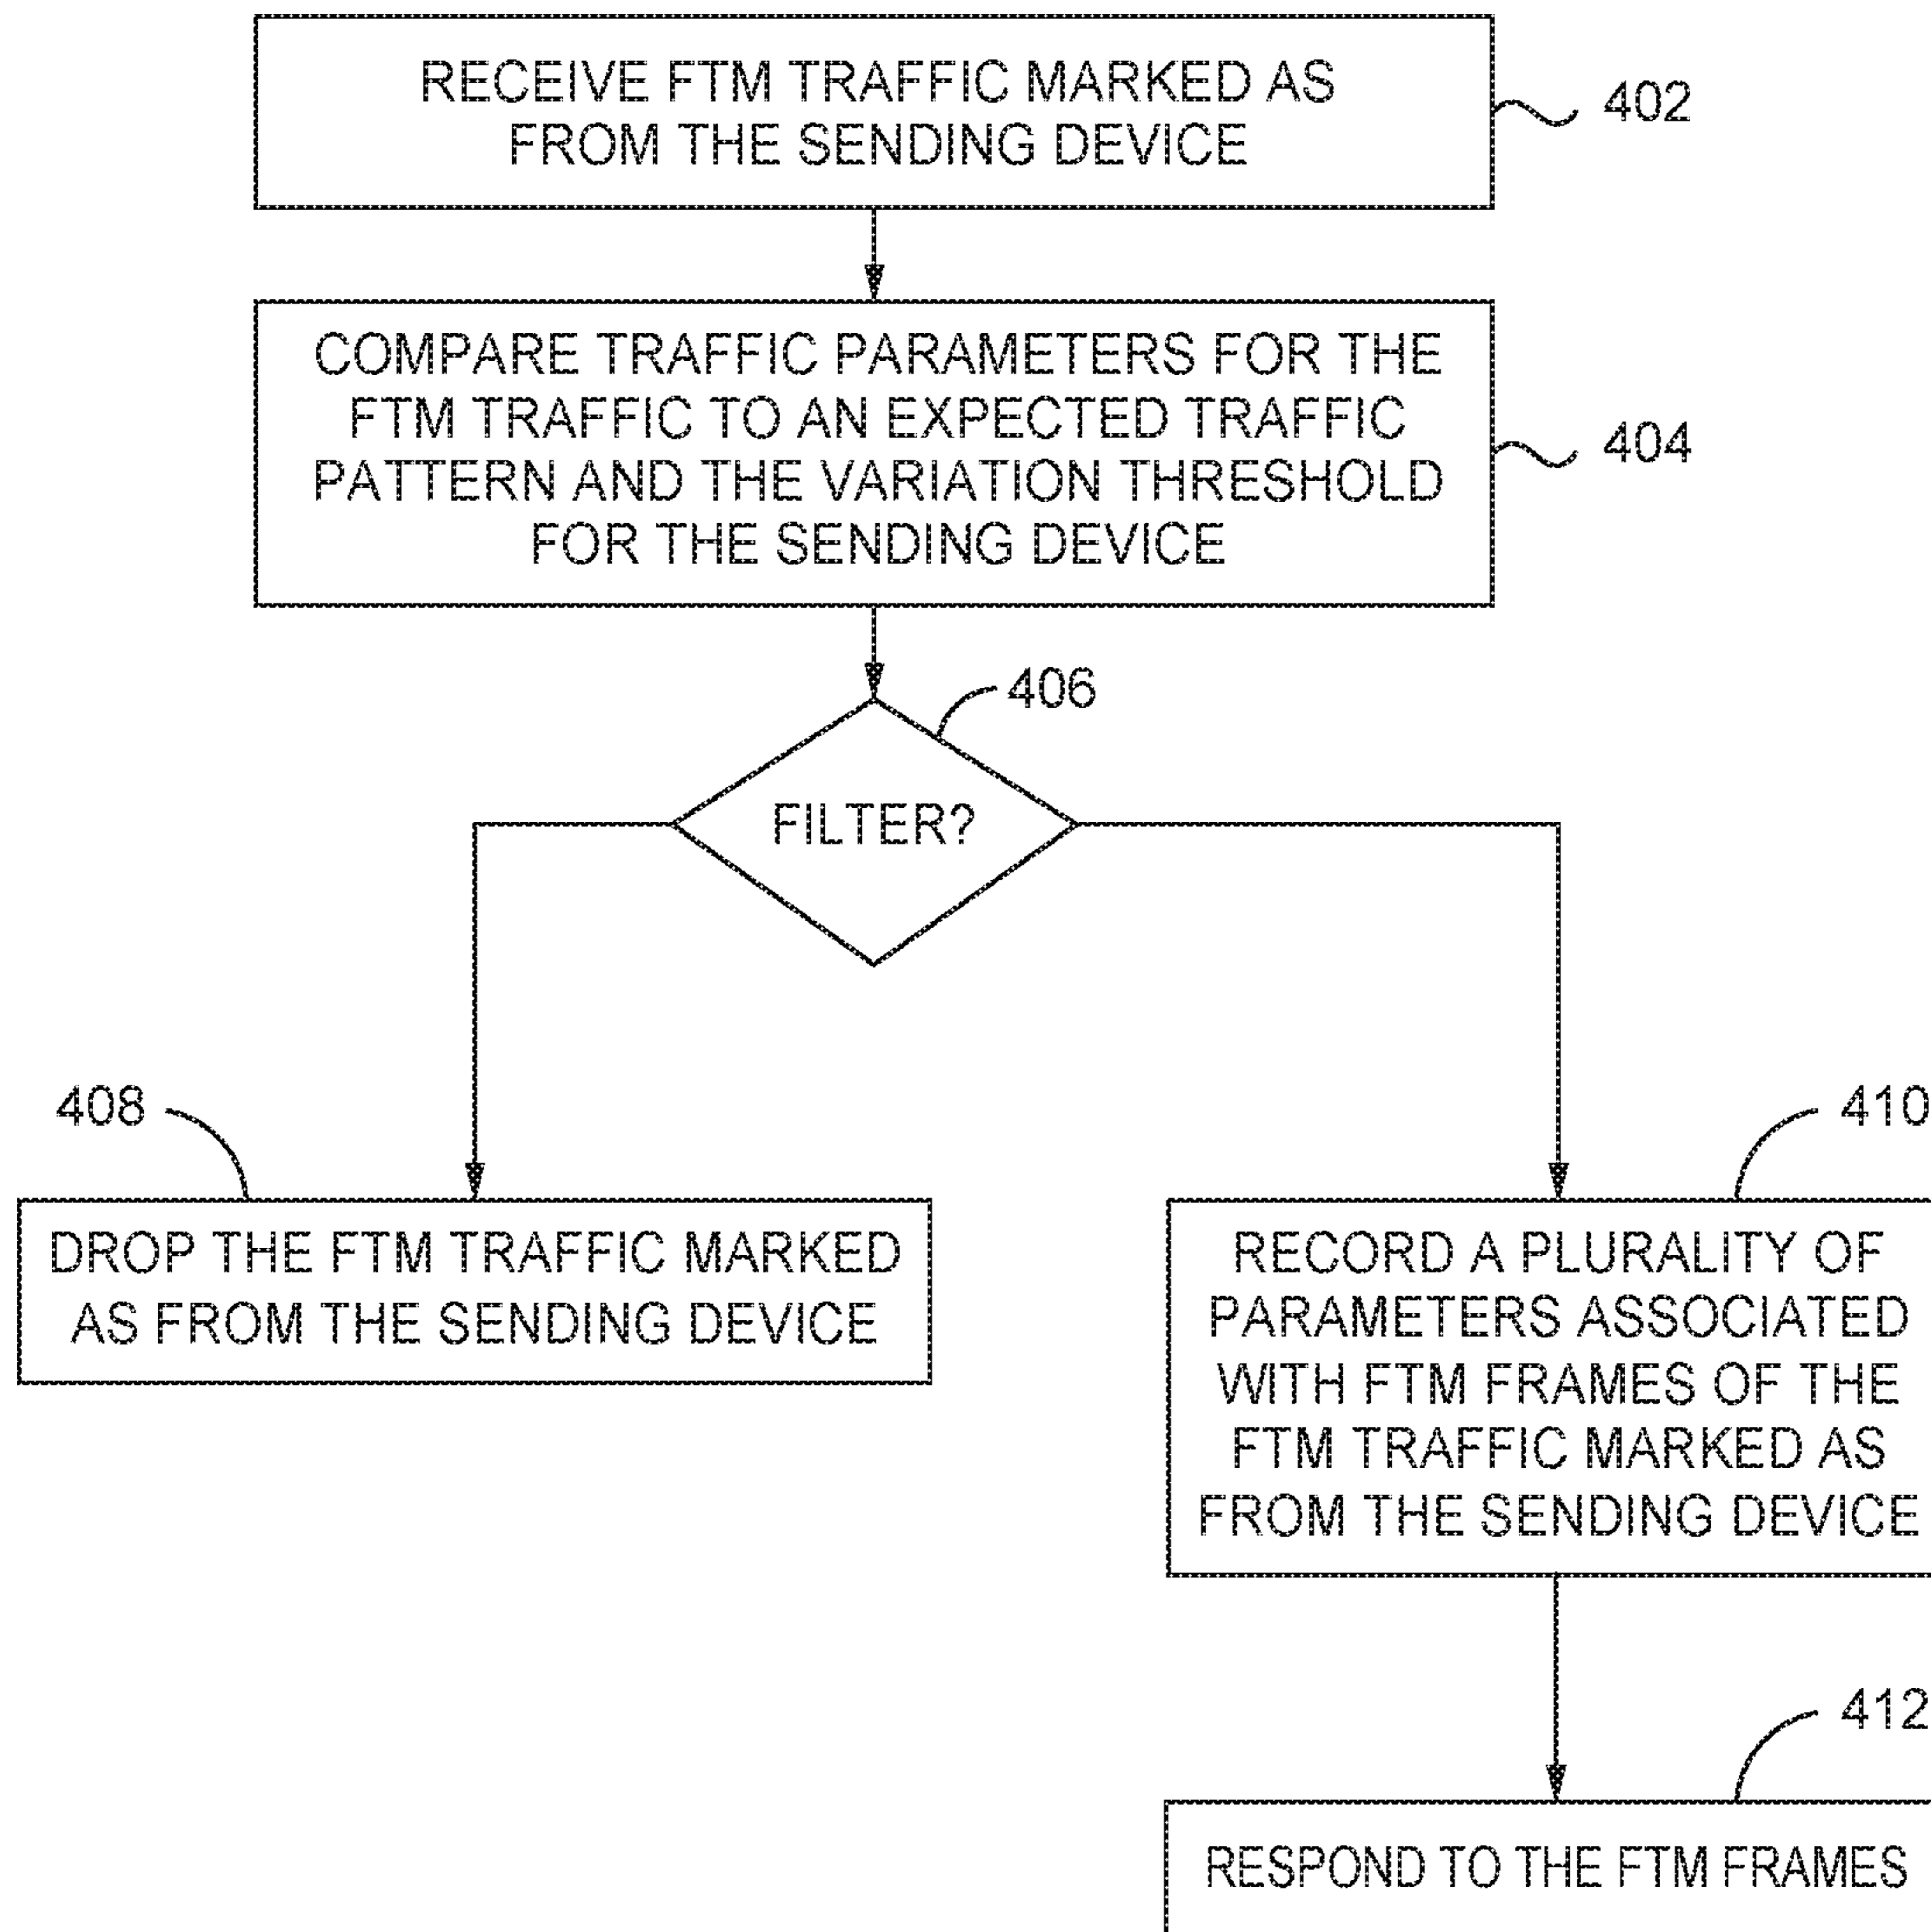 RECEIVE FTM TRAFFIC MARKED AS
FROM THE SENDING DEVICE
402
COMPARE TRAFFIC PARAMETERS FOR THE
FTM TRAFFIC TO AN EXPECTED TRAFFIC
PATTERN AND THE VARIATION THRESHOLD
FOR THE SENDING DEVICE
404
406
FILTER?
408
DROP THE FTM TRAFFIC MARKED
AS FROM THE SENDING DEVICE
410
RECORD A PLURALITY OF
PARAMETERS ASSOCIATED
WITH FTM FRAMES OF THE
FTM TRAFFIC MARKED AS
FROM THE SENDING DEVICE
412
RESPOND TO THE FTM FRAMES